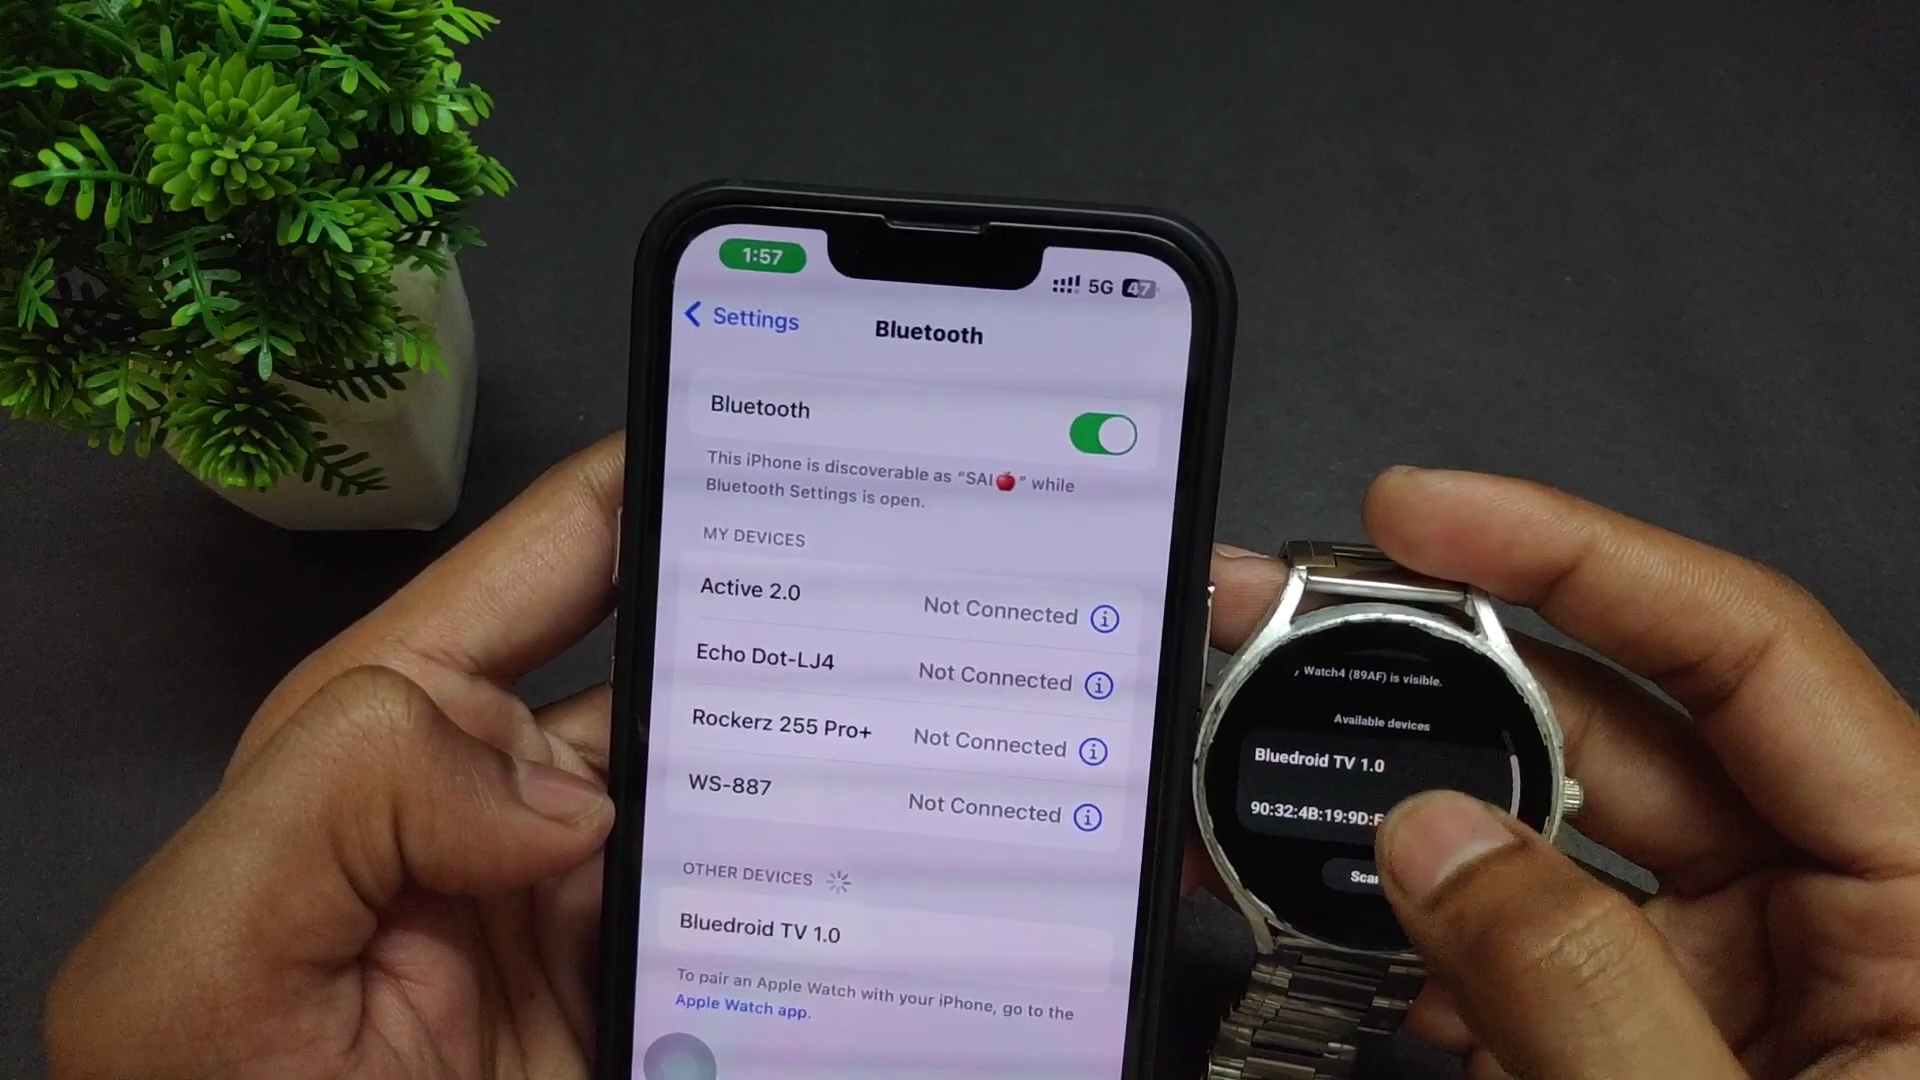 1:57
5G 47
Settings
Bluetooth
Bluetooth
This iPhone is discoverable as “SAI🍎” while
Bluetooth Settings is open.
MY DEVICES
Active 2.0 Not Connected
Echo Dot-LJ4 Not Connected
Rockerz 255 Pro+ Not Connected
WS-887 Not Connected
OTHER DEVICES
Bluedroid TV 1.0
To pair an Apple Watch with your iPhone, go to the
Apple Watch app.
Watch4 (89AF) is visible.
Available devices
Bluedroid TV 1.0
90:32:4B:19:9D: